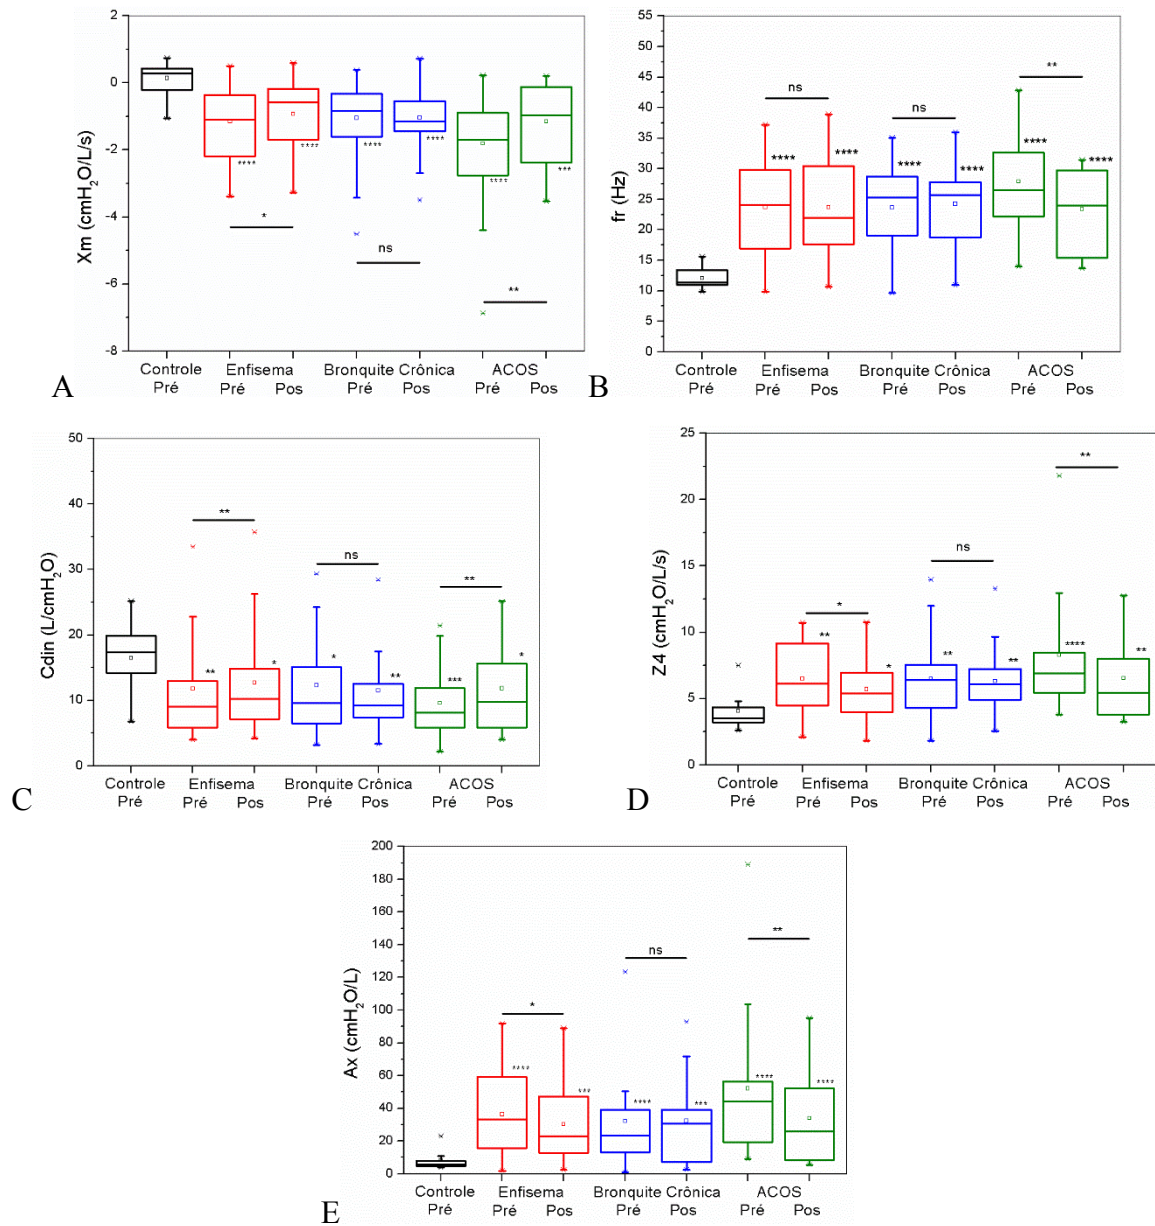 2
0
-2
-4
-6
-8
Xm (cmH₂O/L/s)
**** **** **** **** **** ***
*
ns
**
Controle Enfisema Bronquite Crônica ACOS
Pré Pré Pos Pré Pos Pré Pos
A
55
50
45
40
35
30
25
20
15
10
5
0
fr (Hz)
ns ns **
**** **** **** **** **** ****
Controle Enfisema Bronquite Crônica ACOS
Pré Pré Pos Pré Pos Pré Pos
B
50
40
30
20
10
0
Cdin (L/cmH₂O)
** ns **
** * * ** *** *
Controle Enfisema Bronquite Crônica ACOS
Pré Pré Pos Pré Pos Pré Pos
C
25
20
15
10
5
0
Z4 (cmH₂O/L/s)
* ns **
** * ** ** **** **
Controle Enfisema Bronquite Crônica ACOS
Pré Pré Pos Pré Pos Pré Pos
D
200
180
160
140
120
100
80
60
40
20
0
Ax (cmH₂O/L)
* ns **
**** *** **** *** **** ****
Controle Enfisema Bronquite Crônica ACOS
Pré Pré Pos Pré Pos Pré Pos
E